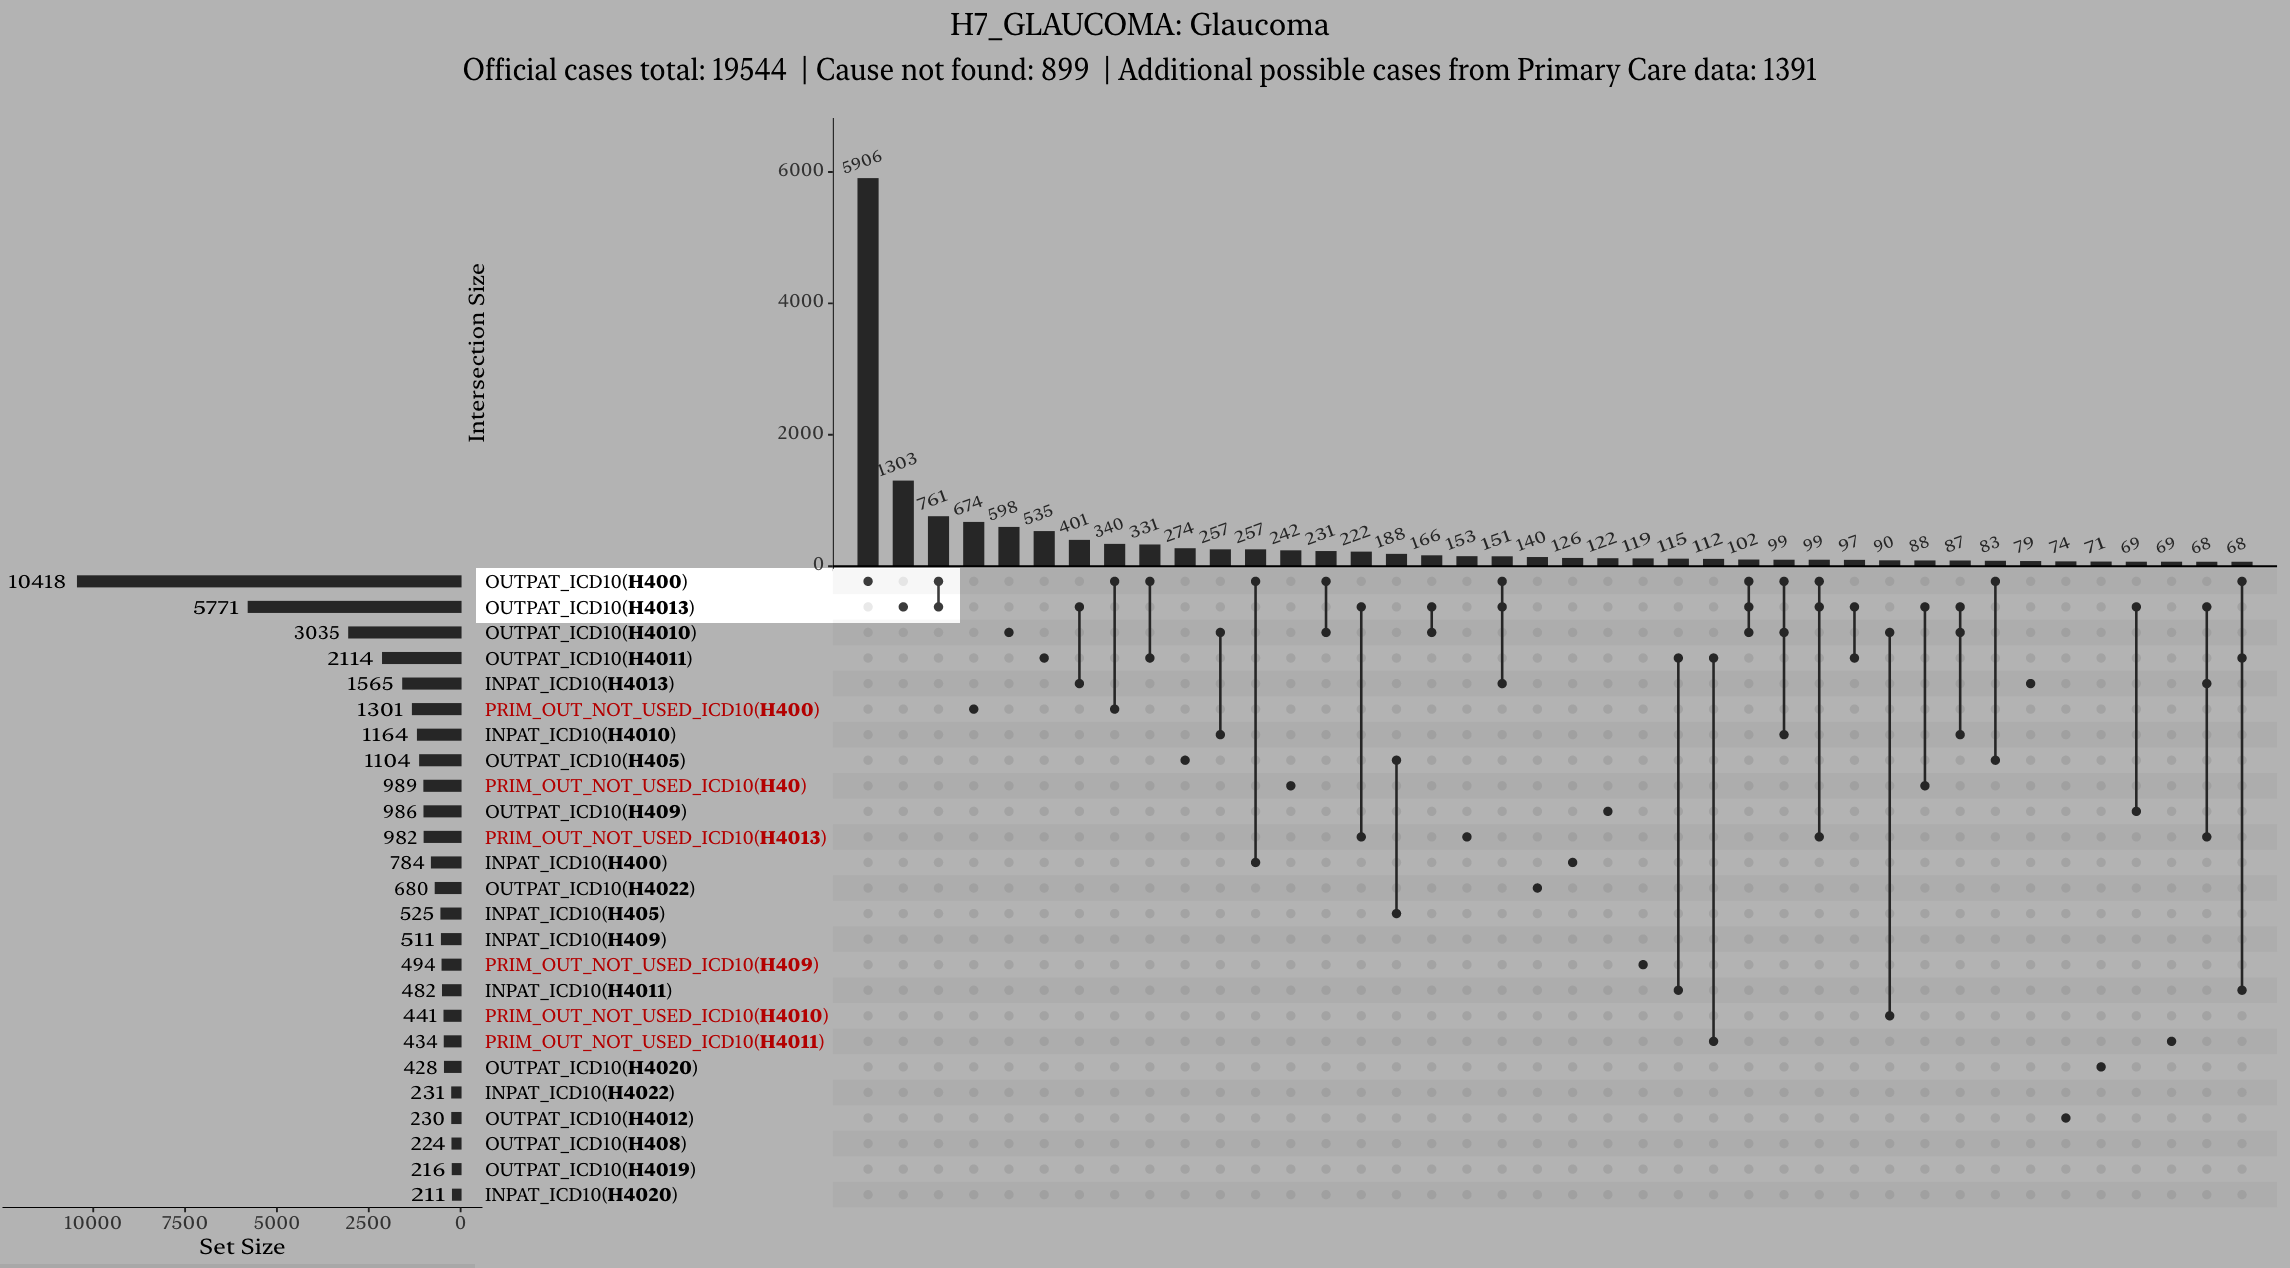 H7_GLAUCOMA: Glaucoma
Official cases total: 19544 | Cause not found: 899 | Additional possible cases from Primary Care data: 1391
Intersection Size
6000
4000
2000
0
5906
1303
761
674
598
535
401
340
331
274
257
257
242
231
222
188
166
153
151
140
126
122
119
115
112
102
99
99
97
90
88
87
83
79
74
71
69
69
68
68
10418 OUTPAT_ICD10(H400)
5771 OUTPAT_ICD10(H4013)
3035 OUTPAT_ICD10(H4010)
2114 OUTPAT_ICD10(H4011)
1565 INPAT_ICD10(H4013)
1301 PRIM_OUT_NOT_USED_ICD10(H400)
1164 INPAT_ICD10(H4010)
1104 OUTPAT_ICD10(H405)
989 PRIM_OUT_NOT_USED_ICD10(H40)
986 OUTPAT_ICD10(H409)
982 PRIM_OUT_NOT_USED_ICD10(H4013)
784 INPAT_ICD10(H400)
680 OUTPAT_ICD10(H4022)
525 INPAT_ICD10(H405)
511 INPAT_ICD10(H409)
494 PRIM_OUT_NOT_USED_ICD10(H409)
482 INPAT_ICD10(H4011)
441 PRIM_OUT_NOT_USED_ICD10(H4010)
434 PRIM_OUT_NOT_USED_ICD10(H4011)
428 OUTPAT_ICD10(H4020)
231 INPAT_ICD10(H4022)
230 OUTPAT_ICD10(H4012)
224 OUTPAT_ICD10(H408)
216 OUTPAT_ICD10(H4019)
211 INPAT_ICD10(H4020)
10000 7500 5000 2500 0
Set Size